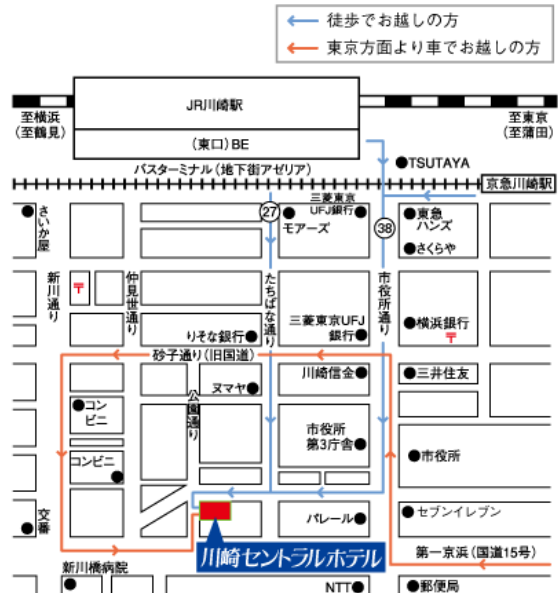 徒歩でお越しの方
東京方面より車でお越しの方
JR川崎駅
至横浜
(至鶴見)
至東京
(至蒲田)
(東口)BE
バスターミナル(地下街アゼリア)
TSUTAYA
京急川崎駅
さいか屋
27
モアーズ
三菱東京
UFJ銀行
38
東急
ハンズ
さくらや
新川通り
〒
仲見世通り
たちばな通り
市役所通り
りそな銀行
三菱東京UFJ
銀行
横浜銀行
〒
砂子通り(旧国道)
ヌマヤ
川崎信金
三井住友
コン
ビニ
公園通り
市役所
第3庁舎
市役所
コンビニ
交番
パレール
セブンイレブン
川崎セントラルホテル
第一京浜(国道15号)
新川橋病院
NTT
郵便局